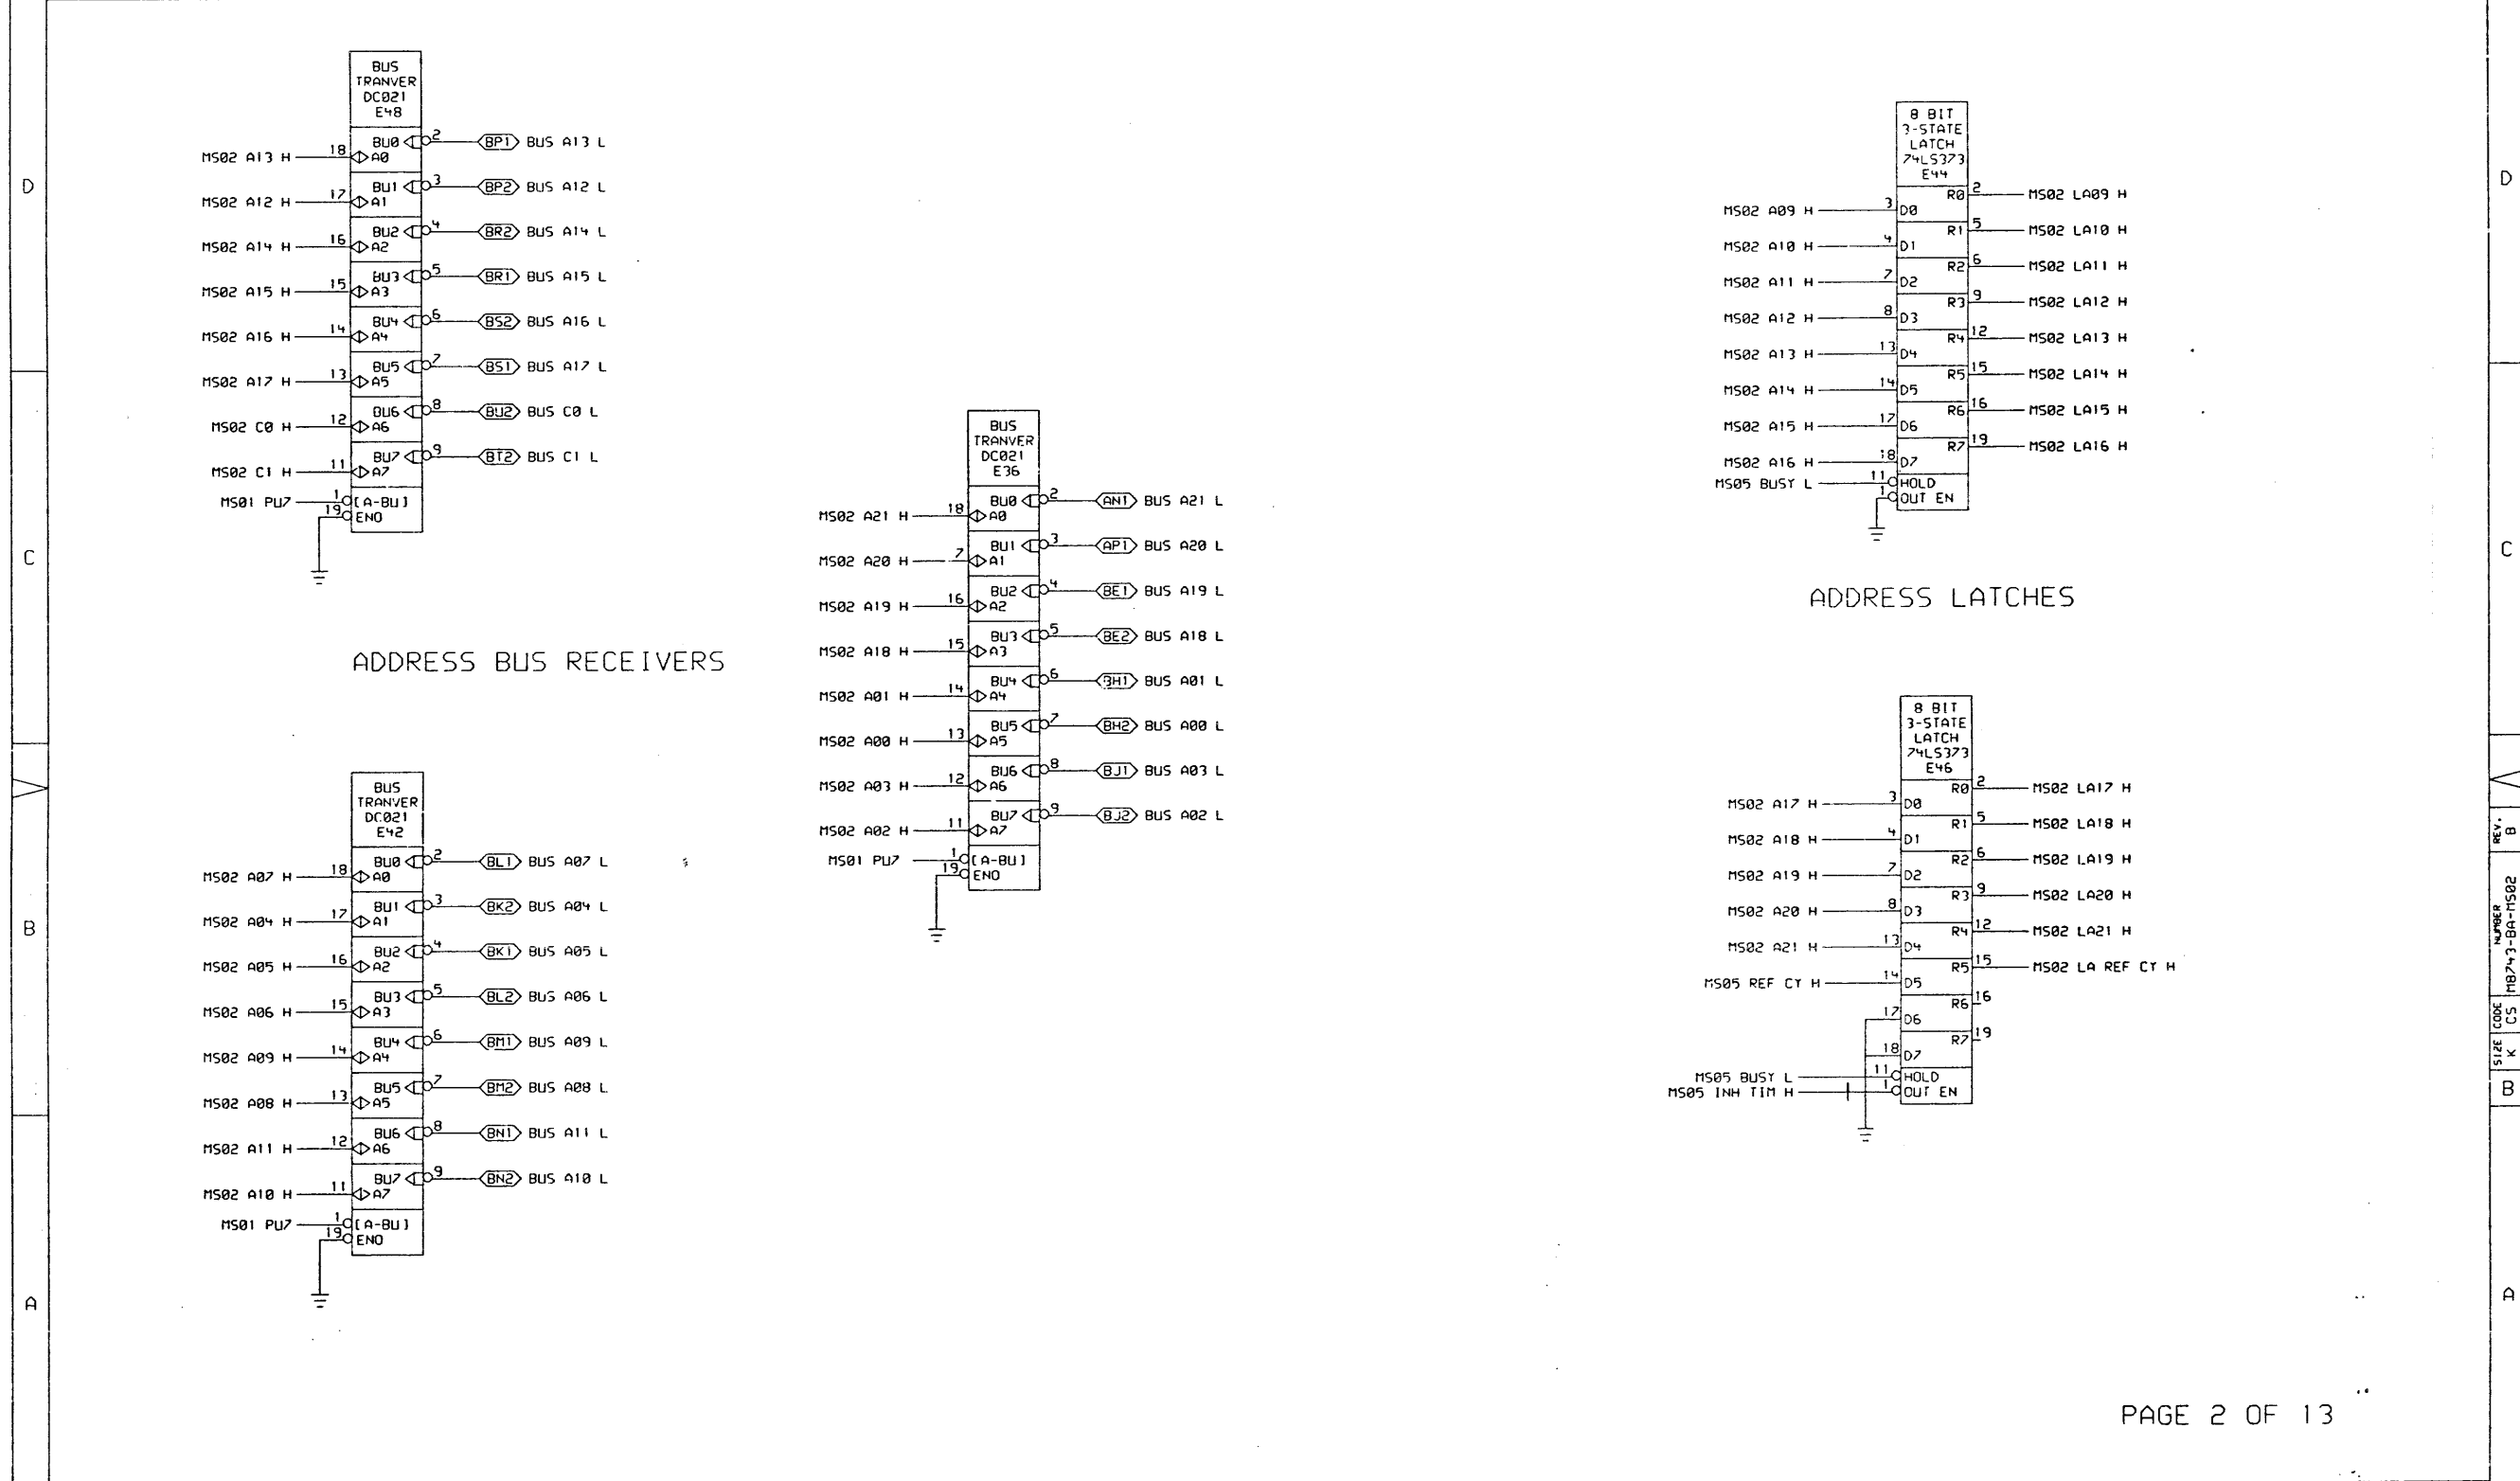 BUS
TRANVER
DC021
E48
MS02 A13 H 18 A0 BU0 2 BP1 BUS A13 L
MS02 A12 H 17 A1 BU1 3 BP2 BUS A12 L
MS02 A14 H 16 A2 BU2 4 BR2 BUS A14 L
MS02 A15 H 15 A3 BU3 5 BR1 BUS A15 L
MS02 A16 H 14 A4 BU4 6 BS2 BUS A16 L
MS02 A17 H 13 A5 BU5 7 BS1 BUS A17 L
MS02 C0 H 12 A6 BU6 8 BU2 BUS C0 L
MS02 C1 H 11 A7 BU7 9 BT2 BUS C1 L
MS01 PU7 1 [A-BU]
19 ENO
ADDRESS BUS RECEIVERS
BUS
TRANVER
DC021
E42
MS02 A07 H 18 A0 BU0 2 BL1 BUS A07 L
MS02 A04 H 17 A1 BU1 3 BK2 BUS A04 L
MS02 A05 H 16 A2 BU2 4 BK1 BUS A05 L
MS02 A06 H 15 A3 BU3 5 BL2 BUS A06 L
MS02 A09 H 14 A4 BU4 6 BM1 BUS A09 L
MS02 A08 H 13 A5 BU5 7 BM2 BUS A08 L
MS02 A11 H 12 A6 BU6 8 BN1 BUS A11 L
MS02 A10 H 11 A7 BU7 9 BN2 BUS A10 L
MS01 PU7 1 [A-BU]
19 ENO
BUS
TRANVER
DC021
E36
MS02 A21 H 18 A0 BU0 2 AN1 BUS A21 L
MS02 A20 H 7 A1 BU1 3 AP1 BUS A20 L
MS02 A19 H 16 A2 BU2 4 BE1 BUS A19 L
MS02 A18 H 15 A3 BU3 5 BE2 BUS A18 L
MS02 A01 H 14 A4 BU4 6 BH1 BUS A01 L
MS02 A00 H 13 A5 BU5 7 BH2 BUS A00 L
MS02 A03 H 12 A6 BU6 8 BJ1 BUS A03 L
MS02 A02 H 11 A7 BU7 9 BJ2 BUS A02 L
MS01 PU7 1 [A-BU]
19 ENO
8 BIT
3-STATE
LATCH
74LS373
E44
MS02 A09 H 3 D0 R0 2 MS02 LA09 H
MS02 A10 H 4 D1 R1 5 MS02 LA10 H
MS02 A11 H 7 D2 R2 6 MS02 LA11 H
MS02 A12 H 8 D3 R3 9 MS02 LA12 H
MS02 A13 H 13 D4 R4 12 MS02 LA13 H
MS02 A14 H 14 D5 R5 15 MS02 LA14 H
MS02 A15 H 17 D6 R6 16 MS02 LA15 H
MS02 A16 H 18 D7 R7 19 MS02 LA16 H
MS05 BUSY L 11 HOLD
1 OUT EN
ADDRESS LATCHES
8 BIT
3-STATE
LATCH
74LS373
E46
MS02 A17 H 3 D0 R0 2 MS02 LA17 H
MS02 A18 H 4 D1 R1 5 MS02 LA18 H
MS02 A19 H 7 D2 R2 6 MS02 LA19 H
MS02 A20 H 8 D3 R3 9 MS02 LA20 H
MS02 A21 H 13 D4 R4 12 MS02 LA21 H
MS05 REF CY H 14 D5 R5 15 MS02 LA REF CY H
17 D6 R6 16
18 D7 R7 19
MS05 BUSY L 11 HOLD
MS05 INH TIM H 1 OUT EN
D
C
B
A
D
C
B
A
SIZE K
CODE CS
NUMBER M8743-BA-MS02
REV. B
PAGE 2 OF 13